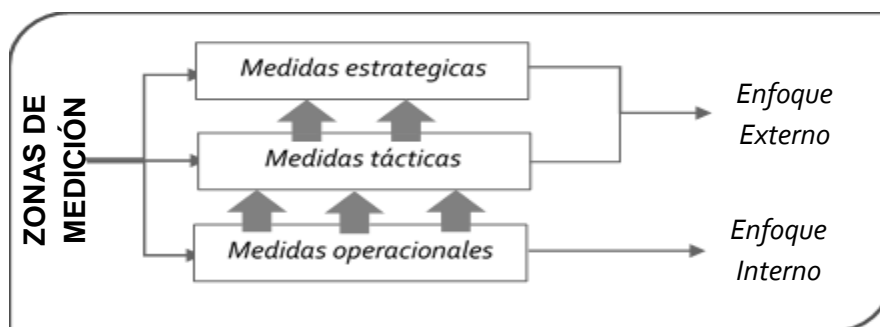 ZONAS DE
MEDICIÓN
Medidas estrategicas
Medidas tácticas
Medidas operacionales
Enfoque
Externo
Enfoque
Interno